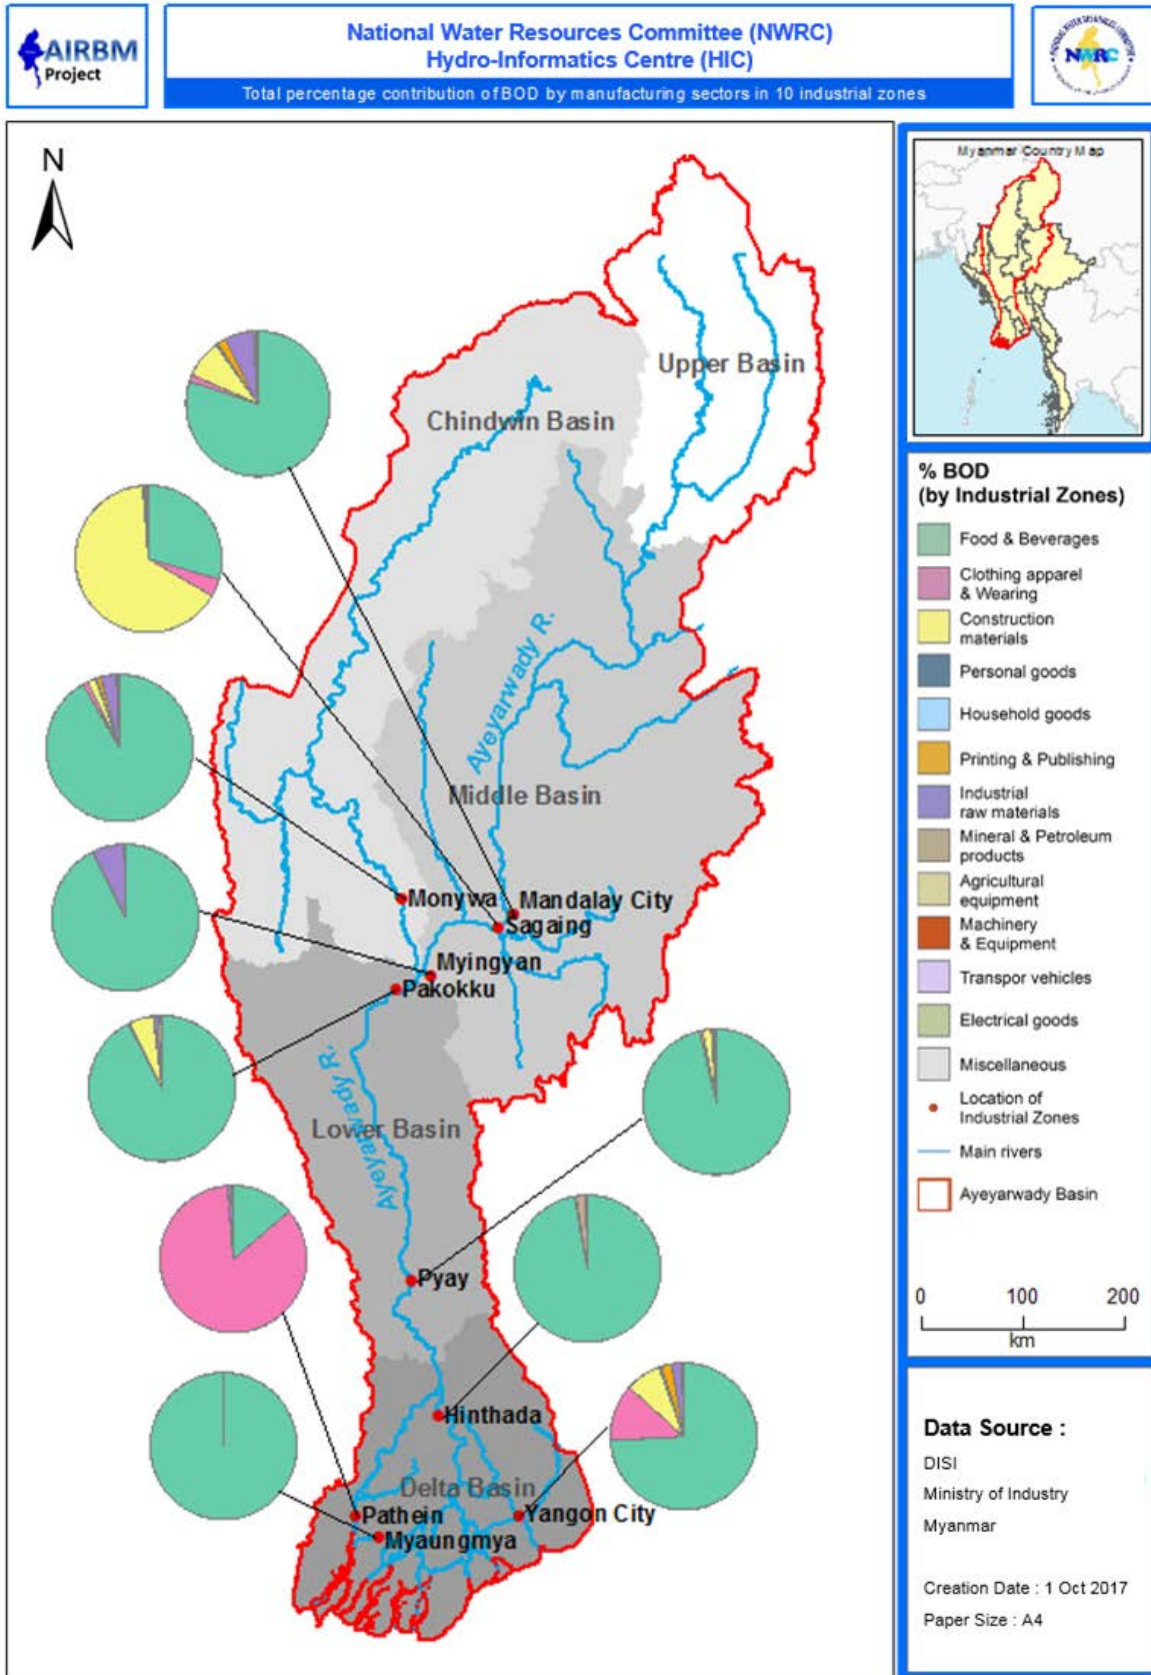 AIRBM
Project
National Water Resources Committee (NWRC)
Hydro-Informatics Centre (HIC)
Total percentage contribution of BOD by manufacturing sectors in 10 industrial zones
NWRC
N
Myanmar Country Map
Upper Basin
Chindwin Basin
Ayeyarwady R.
Middle Basin
Monywa
Mandalay City
Sagaing
Myingyan
Pakokku
Ayeyarwady R.
Lower Basin
Pyay
Hinthada
Delta Basin
Pathein
Yangon City
Myaungmya
% BOD
(by Industrial Zones)
Food & Beverages
Clothing apparel
& Wearing
Construction
materials
Personal goods
Household goods
Printing & Publishing
Industrial
raw materials
Mineral & Petroleum
products
Agricultural
equipment
Machinery
& Equipment
Transpor vehicles
Electrical goods
Miscellaneous
Location of
Industrial Zones
Main rivers
Ayeyarwady Basin
0 100 200
km
Data Source :
DISI
Ministry of Industry
Myanmar
Creation Date : 1 Oct 2017
Paper Size : A4